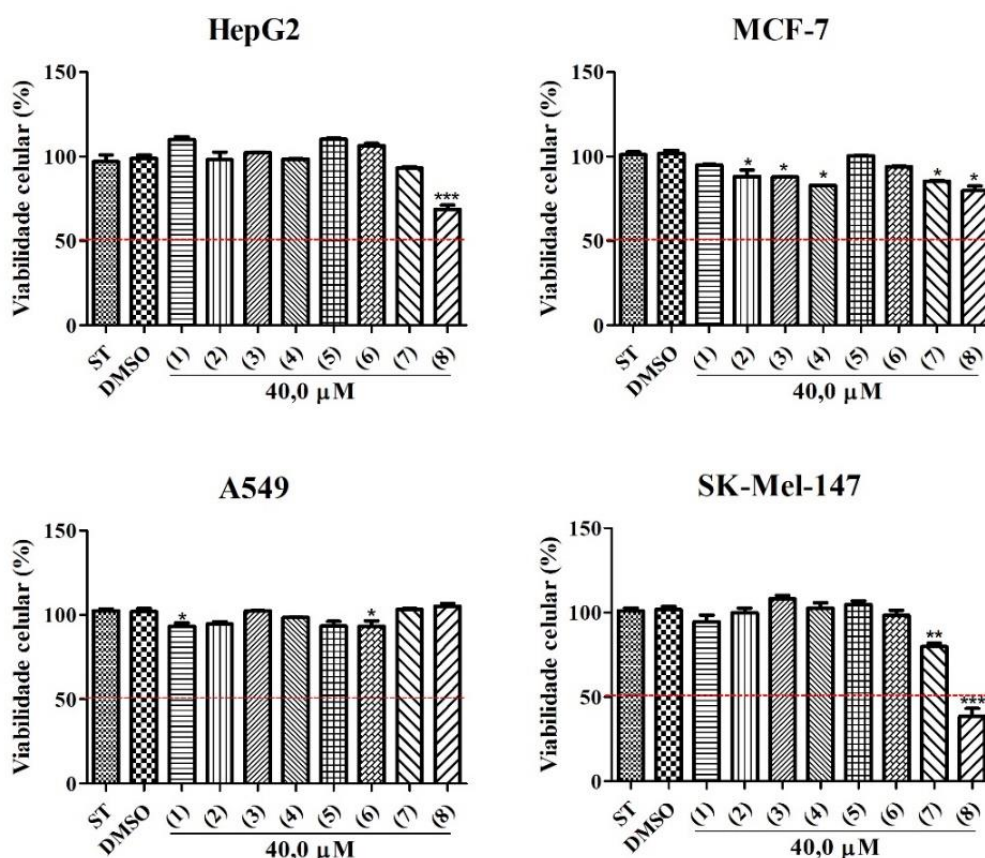 HepG2
Viabilidade celular (%)
150
100
50
0
***
ST
DMSO
(1)
(2)
(3)
(4)
(5)
(6)
(7)
(8)
40,0 μM
MCF-7
Viabilidade celular (%)
150
100
50
0
*
*
*
*
*
ST
DMSO
(1)
(2)
(3)
(4)
(5)
(6)
(7)
(8)
40,0 μM
A549
Viabilidade celular (%)
150
100
50
0
*
*
ST
DMSO
(1)
(2)
(3)
(4)
(5)
(6)
(7)
(8)
40,0 μM
SK-Mel-147
Viabilidade celular (%)
150
100
50
0
**
***
ST
DMSO
(1)
(2)
(3)
(4)
(5)
(6)
(7)
(8)
40,0 μM